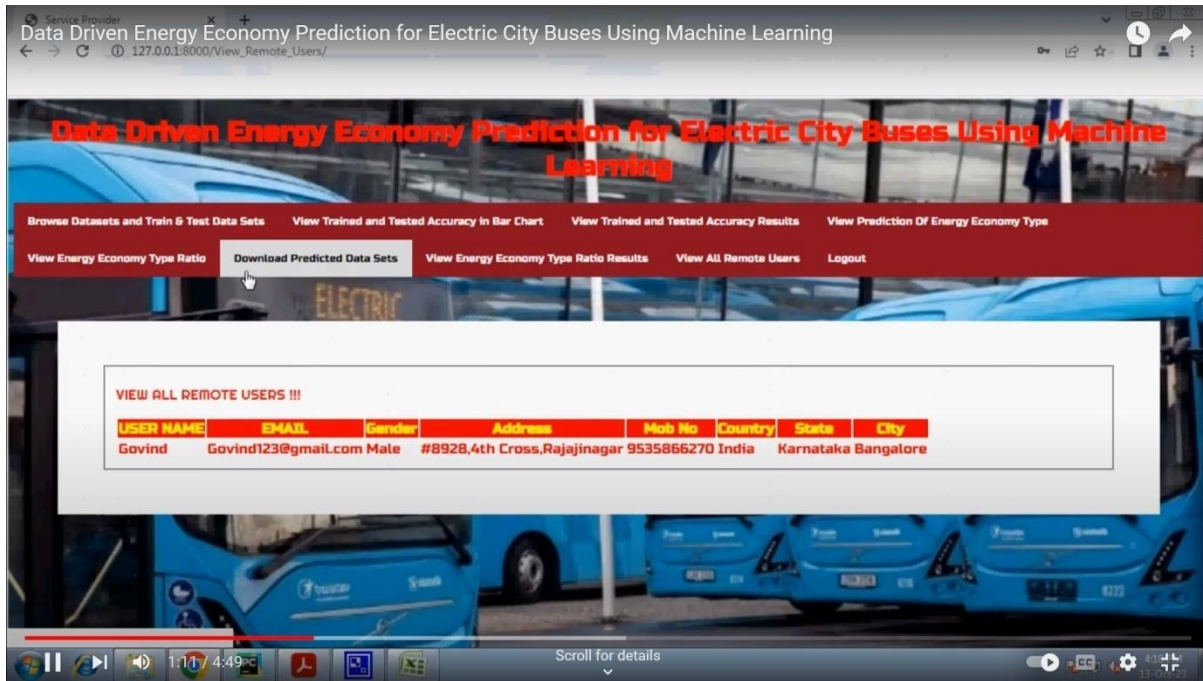 Service Provider
Data Driven Energy Economy Prediction for Electric City Buses Using Machine Learning
127.0.0.1:8000/View_Remote_Users/
Data Driven Energy Economy Prediction for Electric City Buses Using Machine
Learning
Browse Datasets and Train & Test Data Sets View Trained and Tested Accuracy in Bar Chart View Trained and Tested Accuracy Results View Prediction Of Energy Economy Type
View Energy Economy Type Ratio Download Predicted Data Sets View Energy Economy Type Ratio Results View All Remote Users Logout
ELECTRIC
VIEW ALL REMOTE USERS !!!
USER NAME EMAIL Gender Address Mob No Country State City
Govind Govind123@gmail.com Male #8928,4th Cross,Rajajinagar 9535866270 India Karnataka Bangalore
8222
1:11 / 4:49
Scroll for details
CC
13-Oct-23